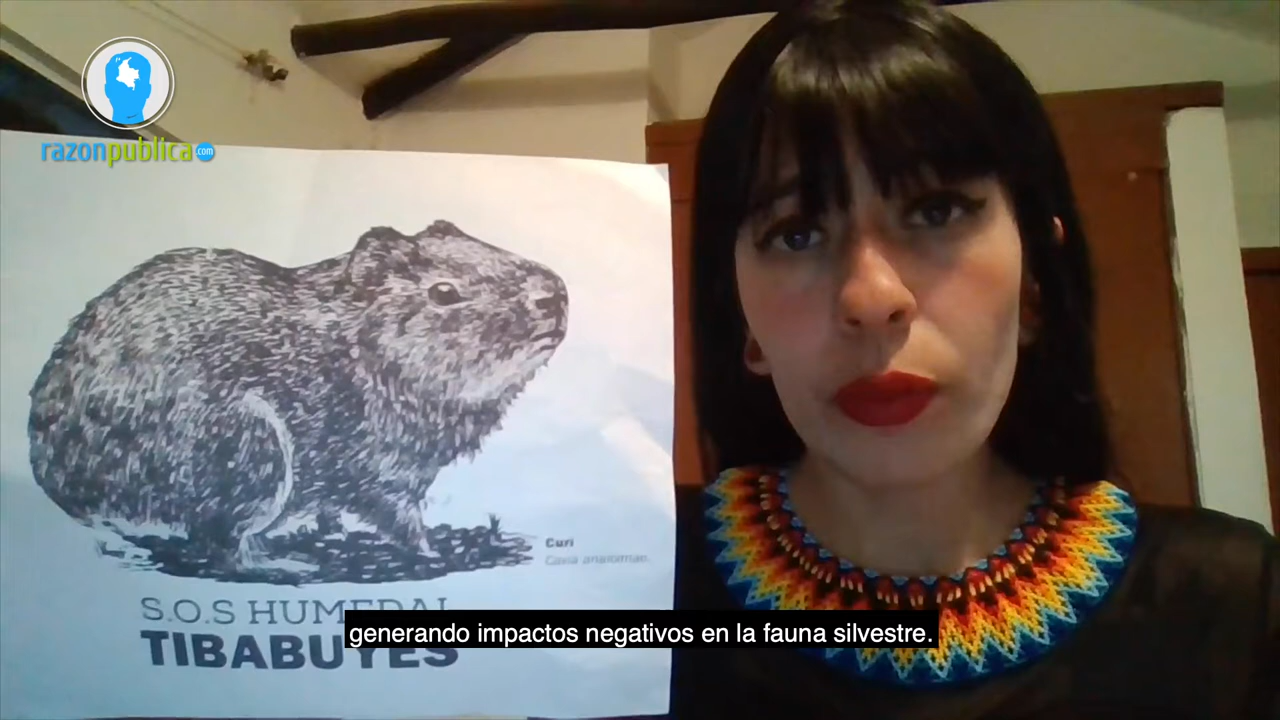 razonpublica.com
Curi
Cavia anolaimae.
S.O.S HUMEDAL
TIBABUYES
generando impactos negativos en la fauna silvestre.